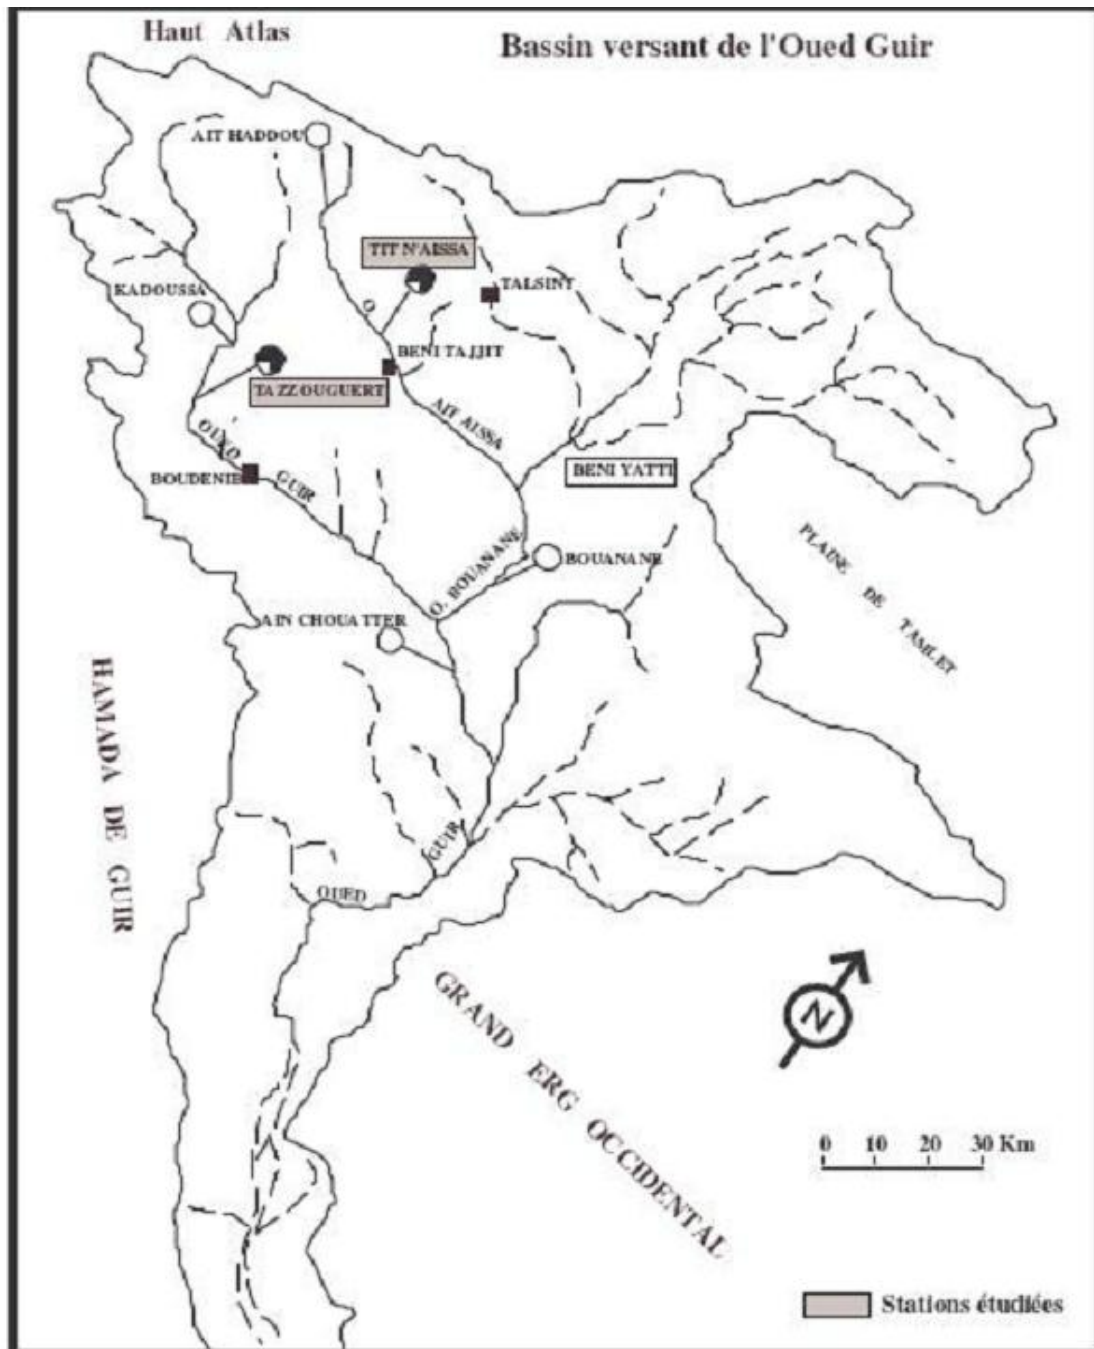 Haut Atlas
Bassin versant de l'Oued Guir
AIT HADDOU
TIT N'AISSA
KADOUSSA
TALSINT
O.
BENI TAJJIT
TAZZOUGUERT
AIT AISSA
OUED
GUIR
BOUDENIB
BENI YATTI
O. BOUANANE
BOUANANE
PLAINE DE TAMLET
AIN CHOUATTER
HAMADA DE GUIR
GUIR
OUED
GRAND ERG OCCIDENTAL
N
0 10 20 30 Km
Stations étudiées